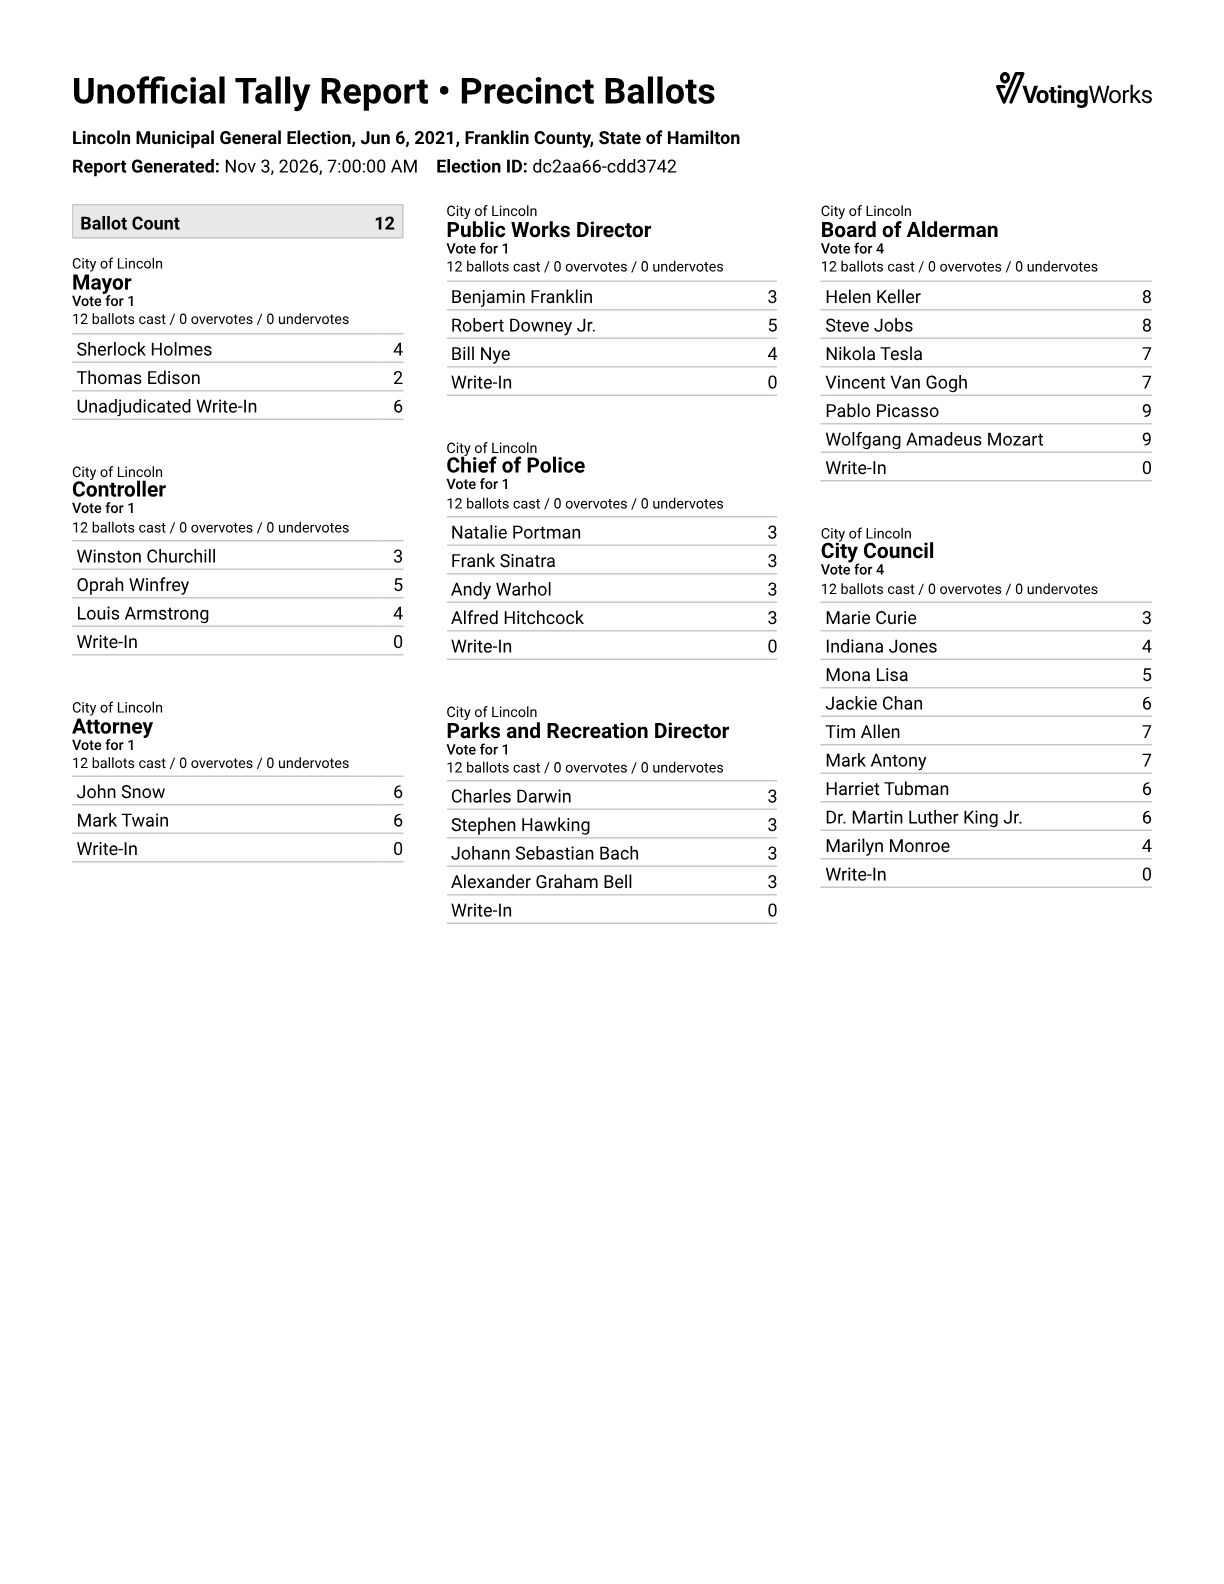 Unofficial Tally Report • Precinct Ballots
VotingWorks
Lincoln Municipal General Election, Jun 6, 2021, Franklin County, State of Hamilton
Report Generated: Nov 3, 2026, 7:00:00 AM Election ID: dc2aa66-cdd3742
Ballot Count 12
City of Lincoln
Mayor
Vote for 1
12 ballots cast / 0 overvotes / 0 undervotes
Sherlock Holmes 4
Thomas Edison 2
Unadjudicated Write-In 6
City of Lincoln
Controller
Vote for 1
12 ballots cast / 0 overvotes / 0 undervotes
Winston Churchill 3
Oprah Winfrey 5
Louis Armstrong 4
Write-In 0
City of Lincoln
Attorney
Vote for 1
12 ballots cast / 0 overvotes / 0 undervotes
John Snow 6
Mark Twain 6
Write-In 0
City of Lincoln
Public Works Director
Vote for 1
12 ballots cast / 0 overvotes / 0 undervotes
Benjamin Franklin 3
Robert Downey Jr. 5
Bill Nye 4
Write-In 0
City of Lincoln
Chief of Police
Vote for 1
12 ballots cast / 0 overvotes / 0 undervotes
Natalie Portman 3
Frank Sinatra 3
Andy Warhol 3
Alfred Hitchcock 3
Write-In 0
City of Lincoln
Parks and Recreation Director
Vote for 1
12 ballots cast / 0 overvotes / 0 undervotes
Charles Darwin 3
Stephen Hawking 3
Johann Sebastian Bach 3
Alexander Graham Bell 3
Write-In 0
City of Lincoln
Board of Alderman
Vote for 4
12 ballots cast / 0 overvotes / 0 undervotes
Helen Keller 8
Steve Jobs 8
Nikola Tesla 7
Vincent Van Gogh 7
Pablo Picasso 9
Wolfgang Amadeus Mozart 9
Write-In 0
City of Lincoln
City Council
Vote for 4
12 ballots cast / 0 overvotes / 0 undervotes
Marie Curie 3
Indiana Jones 4
Mona Lisa 5
Jackie Chan 6
Tim Allen 7
Mark Antony 7
Harriet Tubman 6
Dr. Martin Luther King Jr. 6
Marilyn Monroe 4
Write-In 0